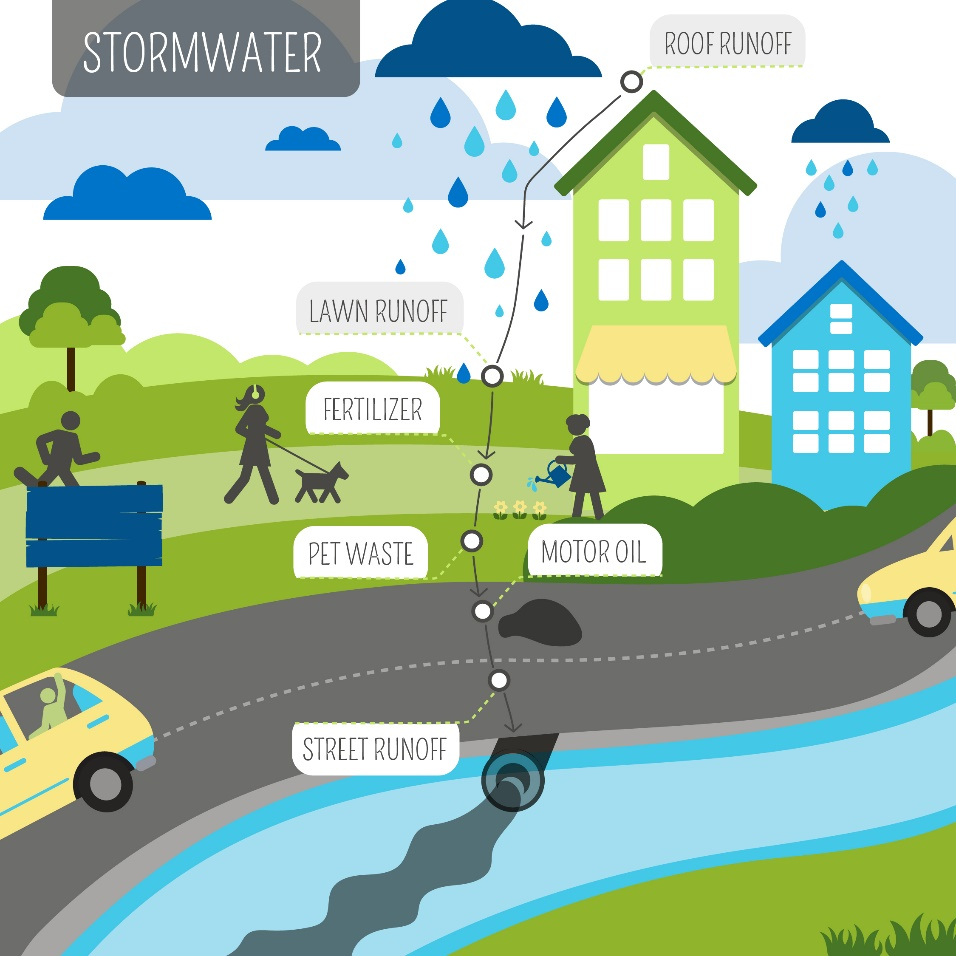 STORMWATER
ROOF RUNOFF
LAWN RUNOFF
FERTILIZER
PET WASTE
MOTOR OIL
STREET RUNOFF